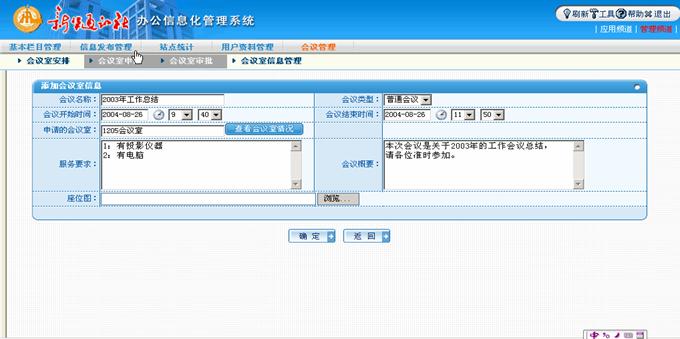 新华通讯社 办公信息化管理系统
刷新 工具 帮助 退出
| 应用频道 | 管理频道 |
基本栏目管理 信息发布管理 站点统计 用户资料管理 会议管理
会议室安排 会议室申 会议室审批 会议室信息管理
添加会议室信息
会议名称： 2003年工作总结 会议类型： 普通会议
会议开始时间： 2004-08-26 9 40 会议结束时间： 2004-08-26 11 50
申请的会议室： 1205会议室 查看会议室情况
服务要求： 1：有投影仪器
2：有电脑
会议概要： 本次会议是关于2003年的工作会议总结，
请各位准时参加。
座位图： 浏览...
确 定 返 回
中